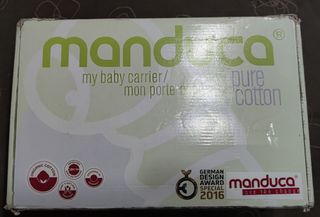 manduca®
my baby carrier/
mon porte
pure
cotton
GERMAN
DESIGN
AWARD
SPECIAL
2016
manduca®